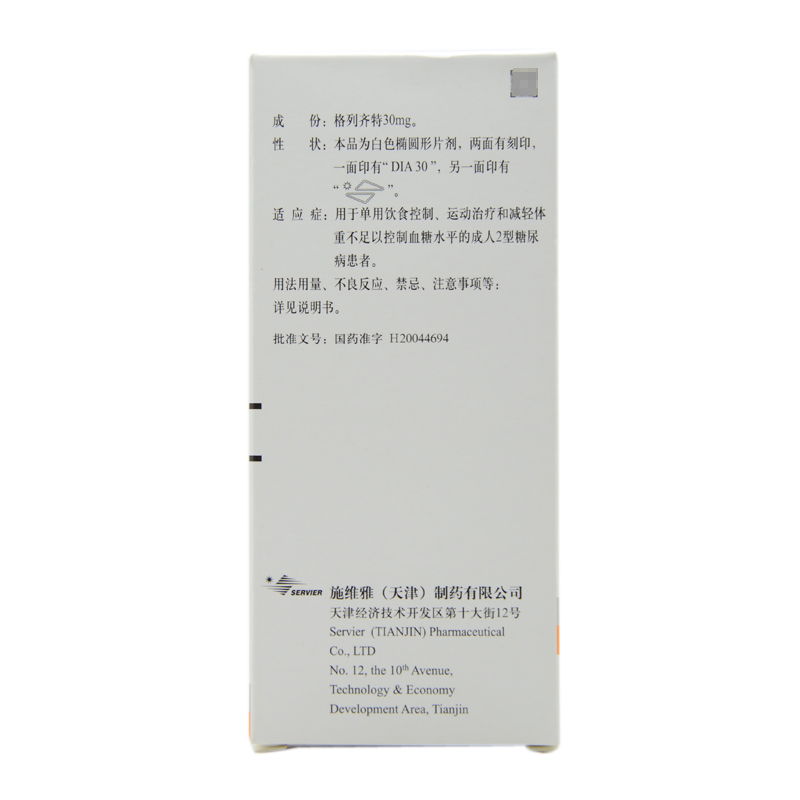 成 份：格列齐特30mg。
性 状：本品为白色椭圆形片剂，两面有刻印，
一面印有“DIA 30”，另一面印有
“ ”。
适 应 症：用于单用饮食控制、运动治疗和减轻体
重不足以控制血糖水平的成人2型糖尿
病患者。
用法用量、不良反应、禁忌、注意事项等：
详见说明书。
批准文号：国药准字 H20044694
SERVIER 施维雅（天津）制药有限公司
天津经济技术开发区第十大街12号
Servier (TIANJIN) Pharmaceutical
Co., LTD
No. 12, the 10th Avenue,
Technology & Economy
Development Area, Tianjin